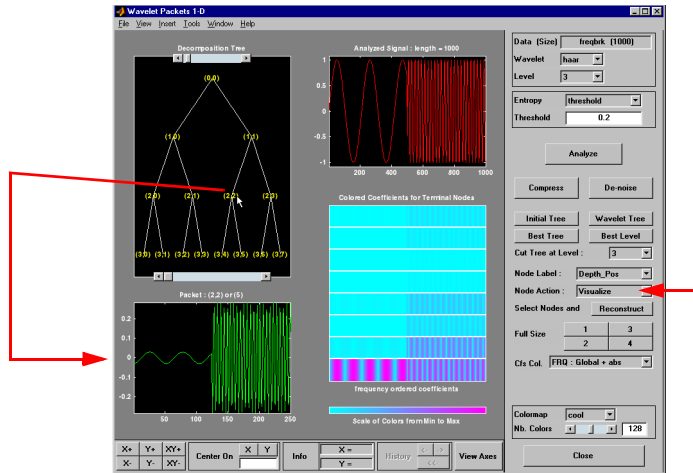 Wavelet Packets 1-D
File View Insert Tools Window Help
Decomposition Tree
(0,0)
(1,0) (1,1)
(2,0) (2,1) (2,2) (2,3)
(3,0) (3,1) (3,2) (3,3) (3,4) (3,5) (3,6) (3,7)
Packet : (2,2) or (5)
0.2
0.1
0
-0.1
-0.2
50 100 150 200 250
Analyzed Signal : length = 1000
1
0.5
0
-0.5
-1
200 400 600 800 1000
Colored Coefficients for Terminal Nodes
frequency ordered coefficients
Scale of Colors from Min to Max
Data (Size) freqbrk (1000)
Wavelet haar
Level 3
Entropy threshold
Threshold 0.2
Analyze
Compress De-noise
Initial Tree Wavelet Tree
Best Tree Best Level
Cut Tree at Level : 3
Node Label : Depth_Pos
Node Action : Visualize
Select Nodes and Reconstruct
Full Size 1 3
2 4
Cfs Col. FRQ : Global + abs
Colormap cool
Nb. Colors 128
Close
X+ Y+ XY+
X- Y- XY-
Center On X Y
Info X =
Y =
History < >
<<
View Axes